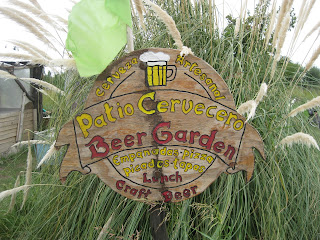 Cerveza Artesanal
Patio Cervecero
Beer Garden
Empanadas-pizza
picadas-tapas
Lunch
Craft Beer